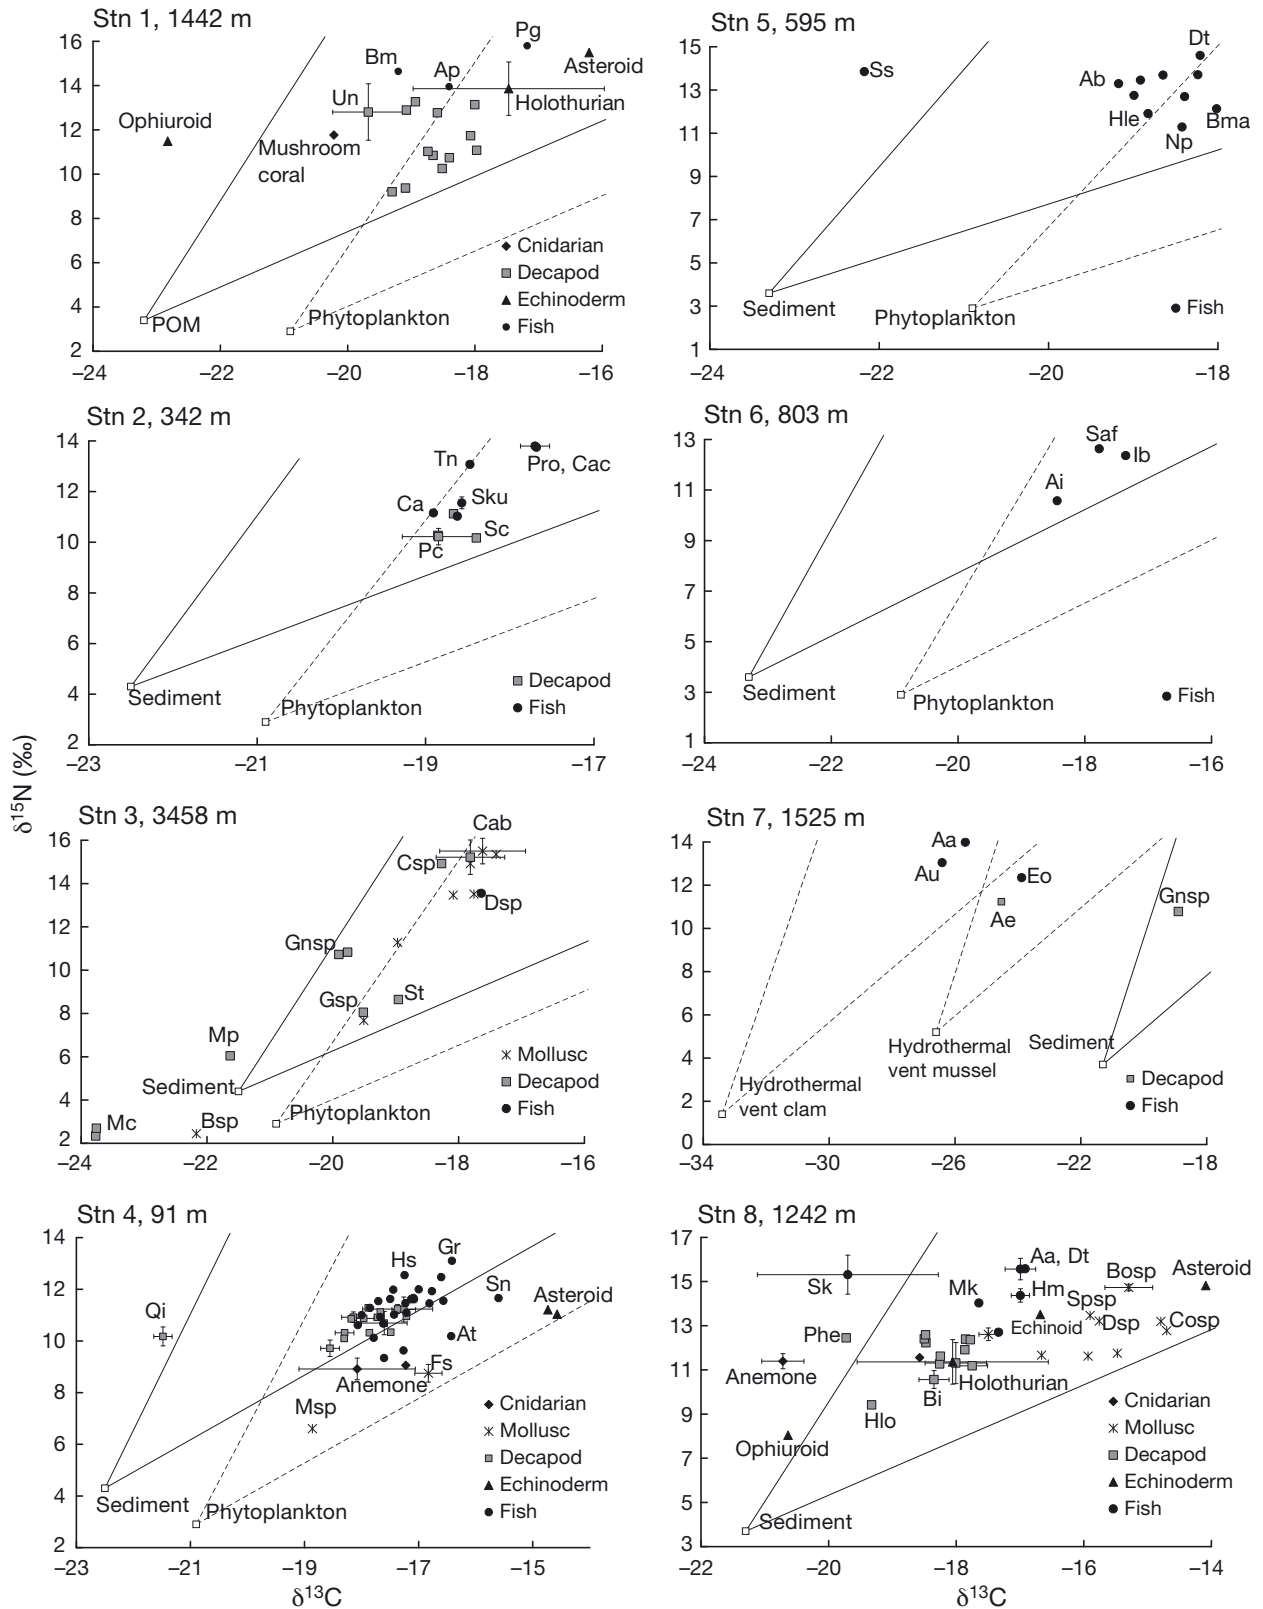 Stn 1, 1442 m
16
14
12
10
8
6
4
2
Pg
Bm
Ap
Asteroid
Un
Holothurian
Ophiuroid
Mushroom
coral
Cnidarian
Decapod
Echinoderm
Fish
POM
Phytoplankton
−24
−22
−20
−18
−16
Stn 5, 595 m
15
13
11
9
7
5
3
1
Dt
Ss
Ab
Hle
Bma
Np
Sediment
Phytoplankton
Fish
−24
−22
−20
−18
Stn 2, 342 m
14
12
10
8
6
4
2
Tn
Pro, Cac
Ca
Sku
Sc
Pc
Sediment
Phytoplankton
Decapod
Fish
−23
−21
−19
−17
Stn 6, 803 m
13
11
9
7
5
3
1
Saf
Ib
Ai
Sediment
Phytoplankton
Fish
−24
−22
−20
−18
−16
δ15N (‰)
Stn 3, 3458 m
16
14
12
10
8
6
4
2
Cab
Csp
Dsp
Gnsp
Gsp
St
Mp
Sediment
Mc
Bsp
Phytoplankton
Mollusc
Decapod
Fish
−24
−22
−20
−18
−16
Stn 7, 1525 m
14
12
10
8
6
4
2
0
Aa
Au
Eo
Ae
Gnsp
Hydrothermal
vent mussel
Sediment
Hydrothermal
vent clam
Decapod
Fish
−34
−30
−26
−22
−18
Stn 4, 91 m
14
12
10
8
6
4
2
Hs
Gr
Sn
Asteroid
Qi
At
Fs
Anemone
Msp
Sediment
Phytoplankton
Cnidarian
Mollusc
Decapod
Echinoderm
Fish
−23
−21
−19
−17
−15
δ13C
Stn 8, 1242 m
17
15
13
11
9
7
5
3
Aa, Dt
Bosp
Asteroid
Sk
Mk
Hm
Spsp
Dsp
Cosp
Phe
Echinoid
Anemone
Holothurian
Bi
Hlo
Ophiuroid
Sediment
Cnidarian
Mollusc
Decapod
Echinoderm
Fish
−22
−20
−18
−16
−14
δ13C